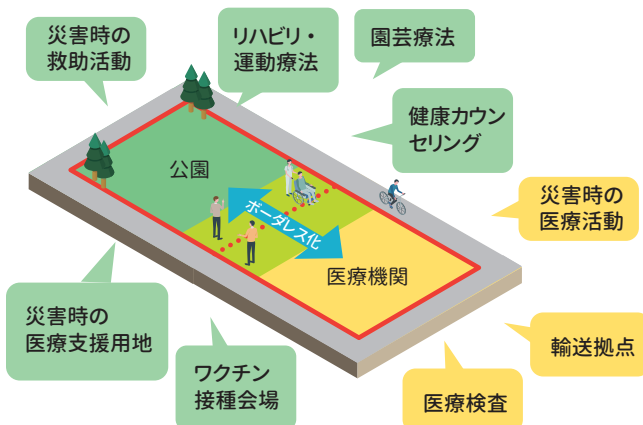 災害時の
救助活動
リハビリ・
運動療法
園芸療法
健康カウン
セリング
公園
ボーダレス化
医療機関
災害時の
医療活動
災害時の
医療支援用地
ワクチン
接種会場
輸送拠点
医療検査